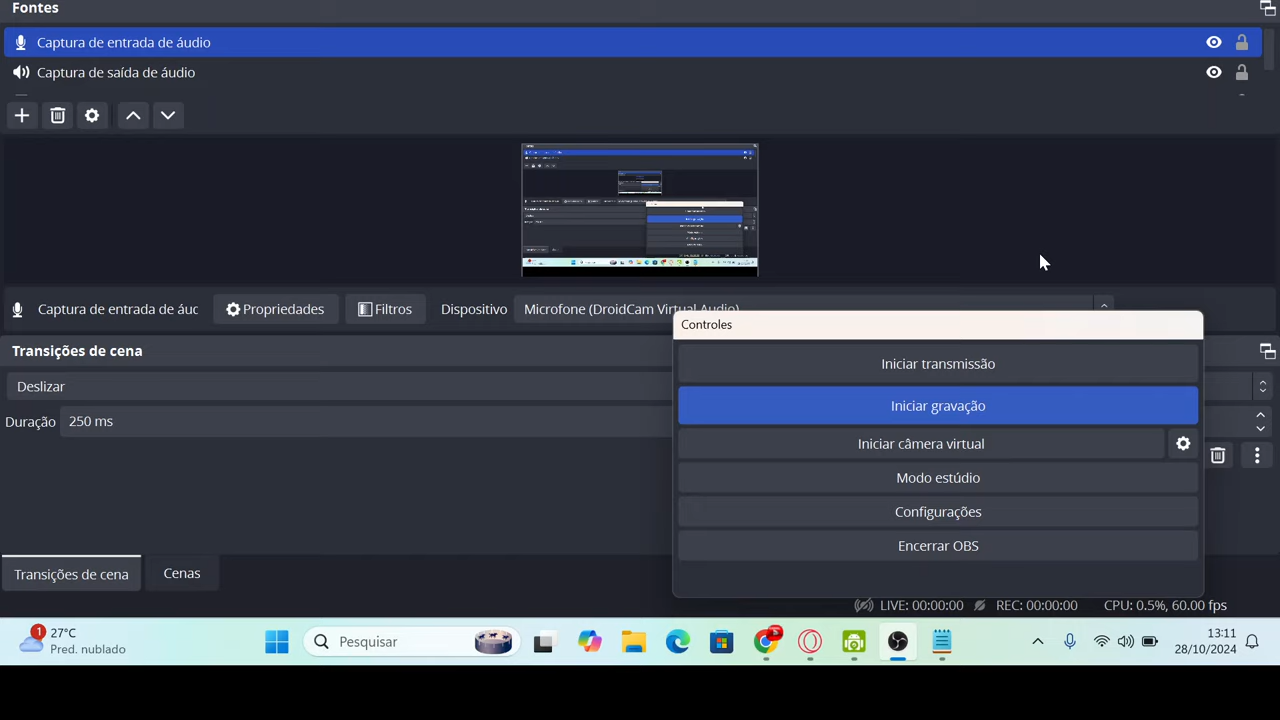 Fontes
Captura de entrada de áudio
Captura de saída de áudio
Captura de entrada de áuc
Propriedades
Filtros
Dispositivo
Microfone (DroidCam Virtual Audio)
Controles
Transições de cena
Iniciar transmissão
Deslizar
Iniciar gravação
Duração
250 ms
Iniciar câmera virtual
Modo estúdio
Configurações
Encerrar OBS
Transições de cena
Cenas
LIVE: 00:00:00
REC: 00:00:00
CPU: 0.5%, 60.00 fps
1
27°C
Pred. nublado
Pesquisar
13:11
28/10/2024